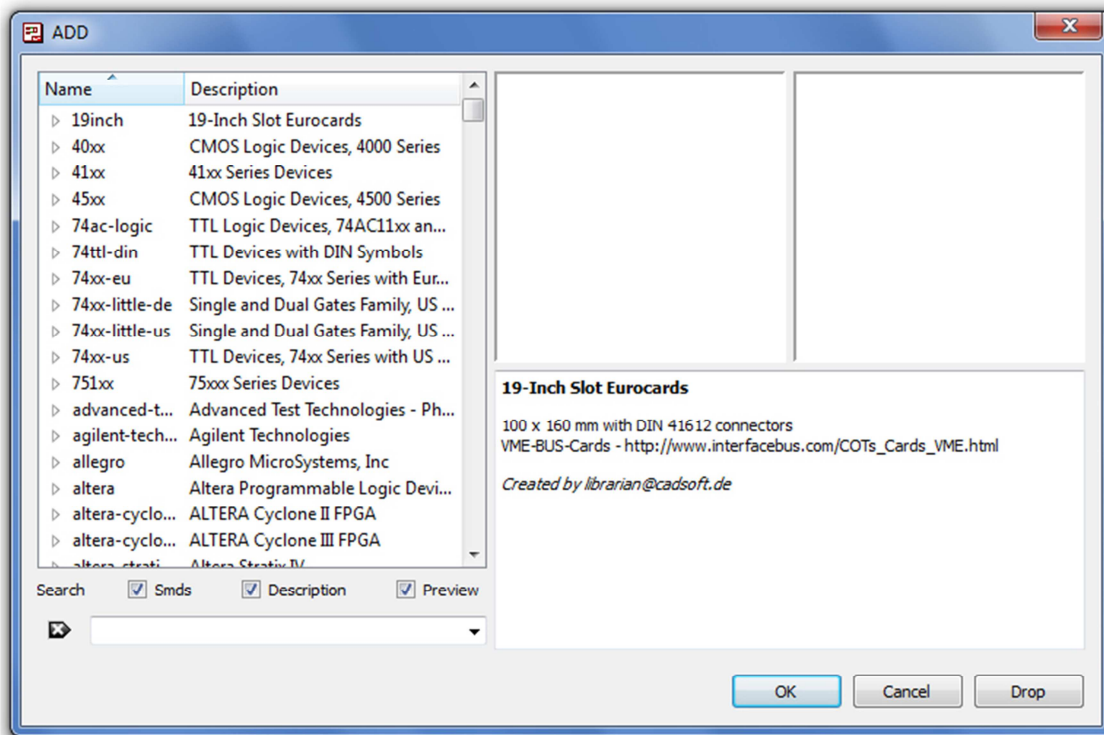 ADD
Name Description
19inch 19-Inch Slot Eurocards
40xx CMOS Logic Devices, 4000 Series
41xx 41xx Series Devices
45xx CMOS Logic Devices, 4500 Series
74ac-logic TTL Logic Devices, 74AC11xx an...
74ttl-din TTL Devices with DIN Symbols
74xx-eu TTL Devices, 74xx Series with Eur...
74xx-little-de Single and Dual Gates Family, US ...
74xx-little-us Single and Dual Gates Family, US ...
74xx-us TTL Devices, 74xx Series with US ...
751xx 75xxx Series Devices
advanced-t... Advanced Test Technologies - Ph...
agilent-tech... Agilent Technologies
allegro Allegro MicroSystems, Inc
altera Altera Programmable Logic Devi...
altera-cyclo... ALTERA Cyclone II FPGA
altera-cyclo... ALTERA Cyclone III FPGA
altera-strati... Altera Stratix IV
Search Smds Description Preview
19-Inch Slot Eurocards
100 x 160 mm with DIN 41612 connectors
VME-BUS-Cards - http://www.interfacebus.com/COTs_Cards_VME.html
Created by librarian@cadsoft.de
OK Cancel Drop